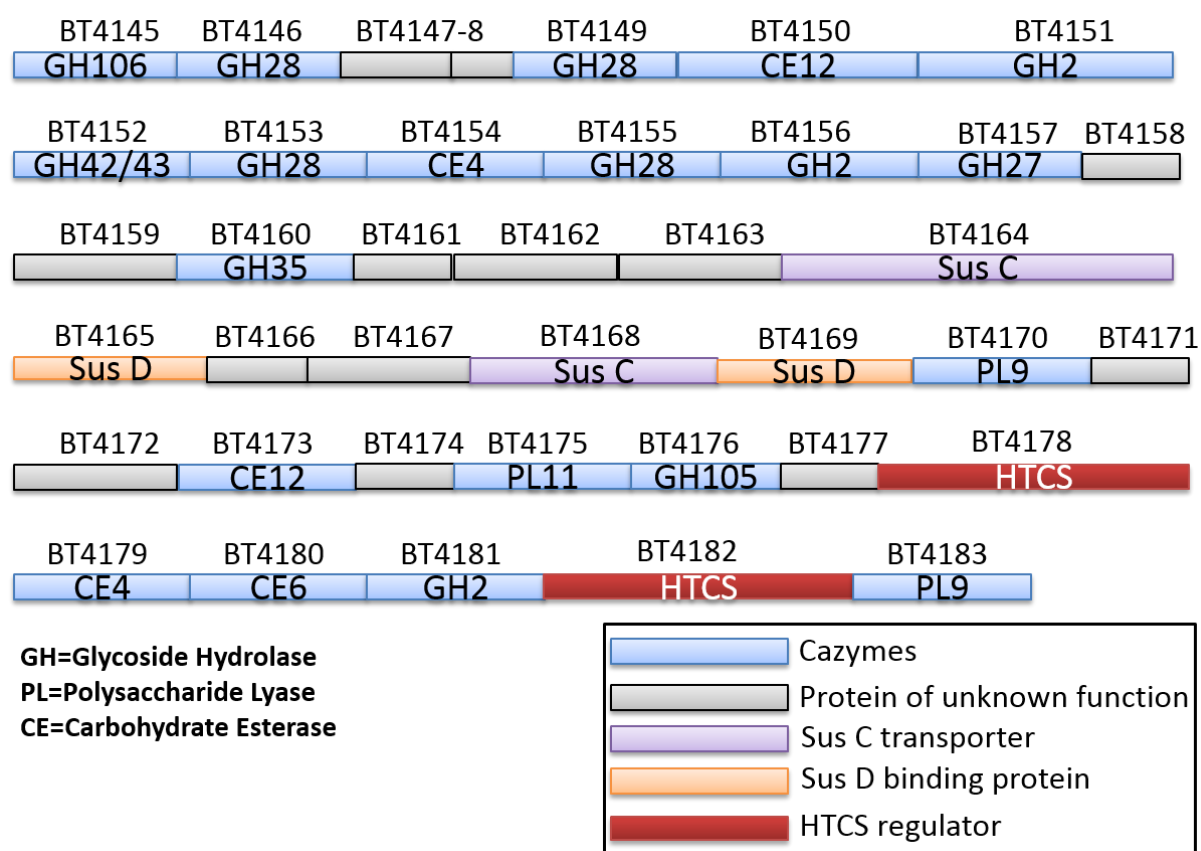 BT4145 BT4146 BT4147-8 BT4149 BT4150 BT4151
GH106 GH28 GH28 CE12 GH2
BT4152 BT4153 BT4154 BT4155 BT4156 BT4157 BT4158
GH42/43 GH28 CE4 GH28 GH2 GH27
BT4159 BT4160 BT4161 BT4162 BT4163 BT4164
GH35 Sus C
BT4165 BT4166 BT4167 BT4168 BT4169 BT4170 BT4171
Sus D Sus C Sus D PL9
BT4172 BT4173 BT4174 BT4175 BT4176 BT4177 BT4178
CE12 PL11 GH105 HTCS
BT4179 BT4180 BT4181 BT4182 BT4183
CE4 CE6 GH2 HTCS PL9
GH=Glycoside Hydrolase
PL=Polysaccharide Lyase
CE=Carbohydrate Esterase
Cazymes
Protein of unknown function
Sus C transporter
Sus D binding protein
HTCS regulator